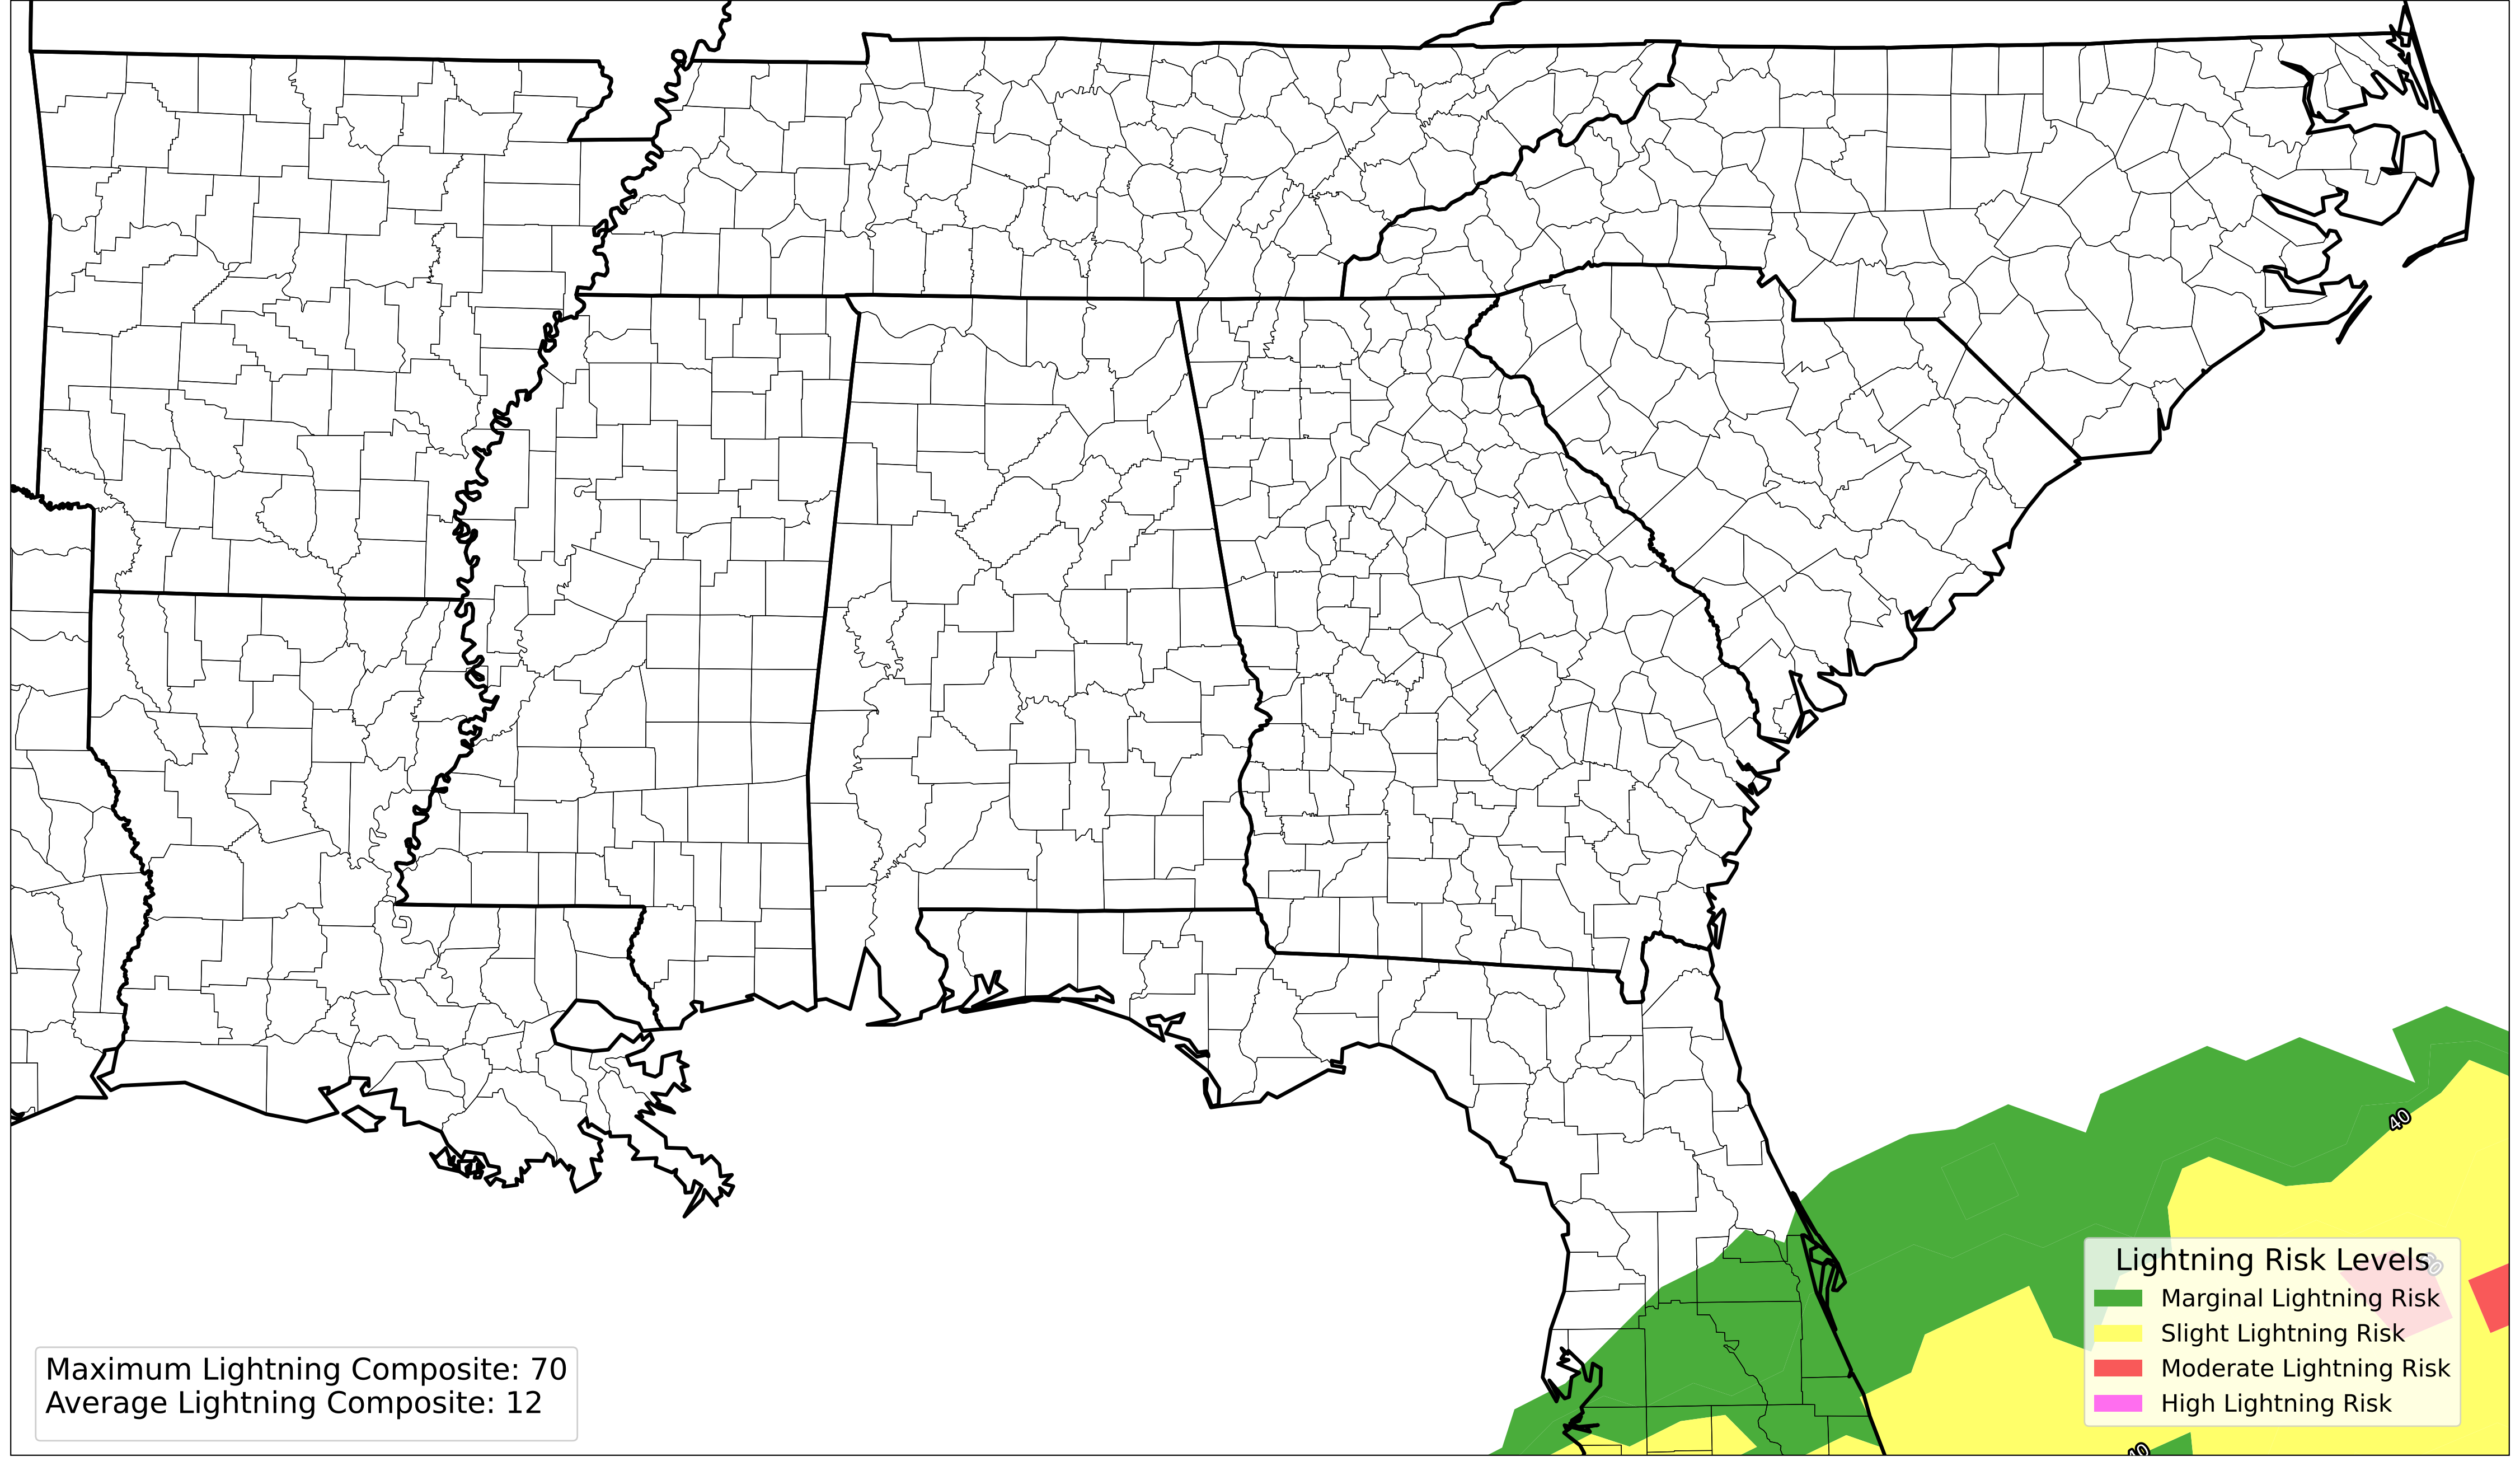 40
Lightning Risk Levels
Marginal Lightning Risk
Slight Lightning Risk
Moderate Lightning Risk
High Lightning Risk
Maximum Lightning Composite: 70
Average Lightning Composite: 12